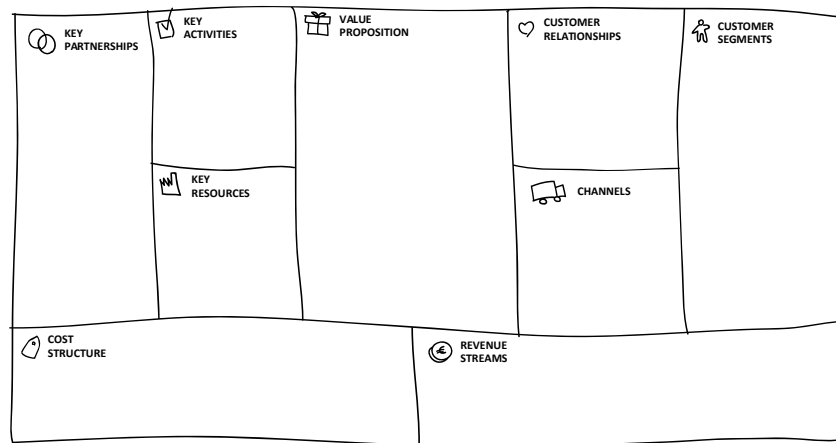 KEY
PARTNERSHIPS
KEY
ACTIVITIES
KEY
RESOURCES
VALUE
PROPOSITION
CUSTOMER
RELATIONSHIPS
CHANNELS
CUSTOMER
SEGMENTS
COST
STRUCTURE
€
REVENUE
STREAMS